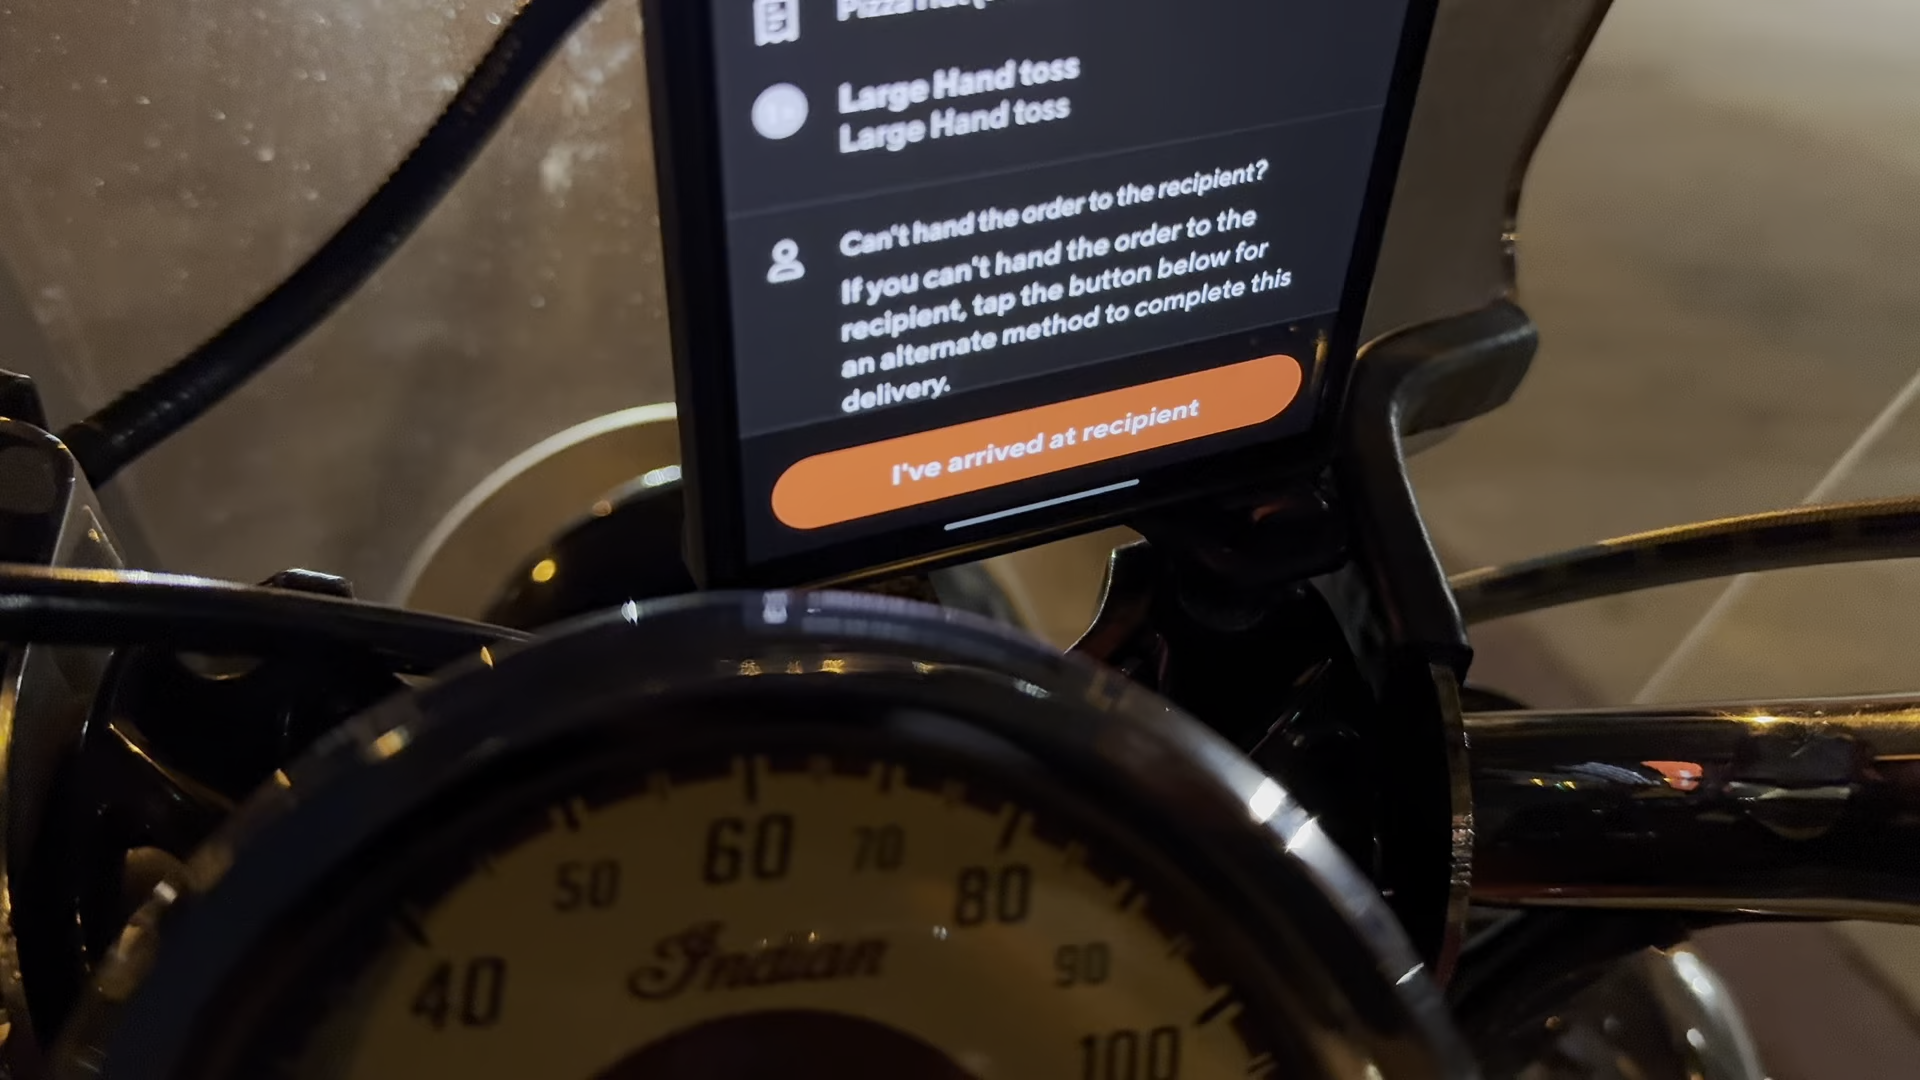 Pizza Hut
Large Hand toss
Large Hand toss
Can't hand the order to the recipient?
If you can't hand the order to the
recipient, tap the button below for
an alternate method to complete this
delivery.
I've arrived at recipient
40
50
60
70
80
90
100
Indian